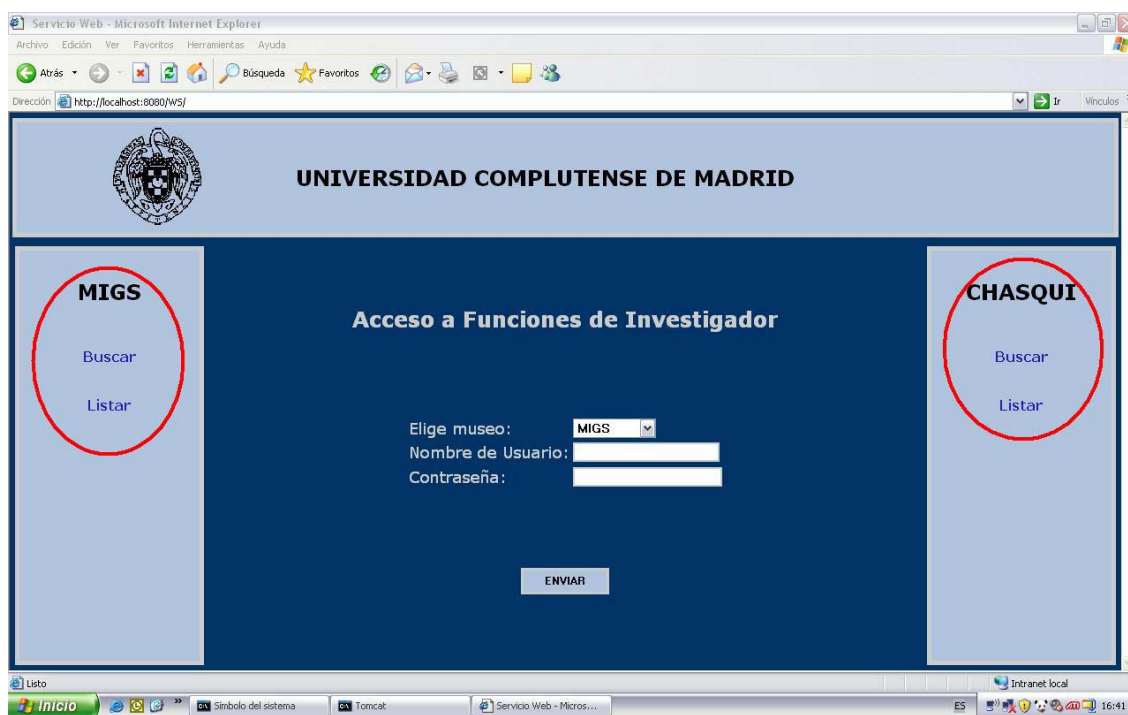 Servicio Web - Microsoft Internet Explorer
Archivo Edición Ver Favoritos Herramientas Ayuda
Atrás Búsqueda Favoritos
Dirección http://localhost:8080/WS/ Ir Vínculos
UNIVERSIDAD COMPLUTENSE DE MADRID
MIGS
Buscar
Listar
Acceso a Funciones de Investigador
Elige museo: MIGS
Nombre de Usuario:
Contraseña:
ENVIAR
CHASQUI
Buscar
Listar
Listo Intranet local
Inicio Símbolo del sistema Tomcat Servicio Web - Micros... ES 16:41